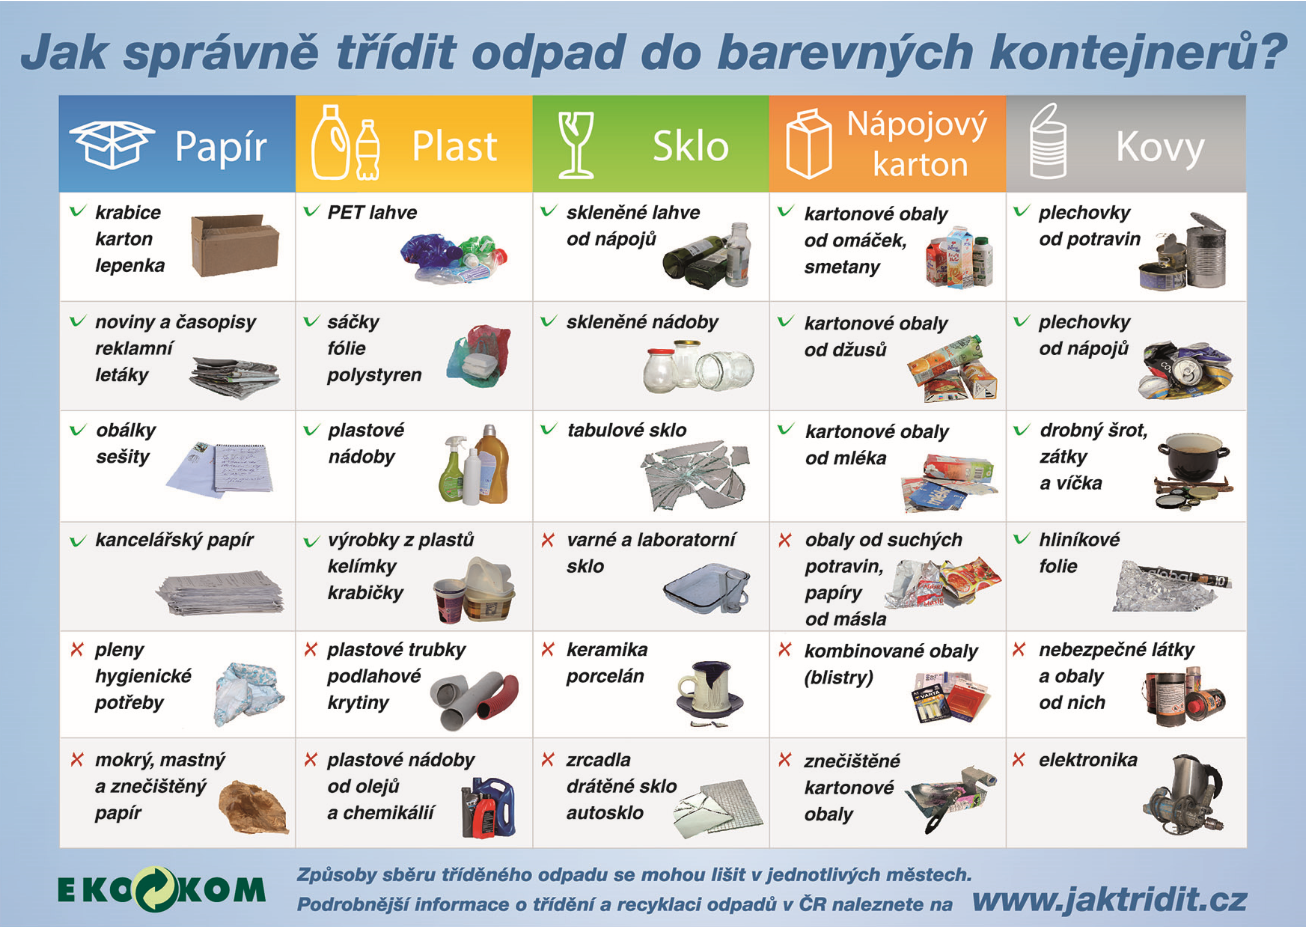 Jak správně třídit odpad do barevných kontejnerů?
Papír
Plast
Sklo
Nápojový
karton
Kovy
krabice
karton
lepenka
PET lahve
skleněné lahve
od nápojů
kartonové obaly
od omáček,
smetany
plechovky
od potravin
noviny a časopisy
reklamní
letáky
sáčky
fólie
polystyren
skleněné nádoby
kartonové obaly
od džusů
plechovky
od nápojů
obálky
sešity
plastové
nádoby
tabulové sklo
kartonové obaly
od mléka
drobný šrot,
zátky
a víčka
kancelářský papír
výrobky z plastů
kelímky
krabičky
varné a laboratorní
sklo
obaly od suchých
potravin,
papíry
od másla
hliníkové
folie
pleny
hygienické
potřeby
plastové trubky
podlahové
krytiny
keramika
porcelán
kombinované obaly
(blistry)
nebezpečné látky
a obaly
od nich
mokrý, mastný
a znečištěný
papír
plastové nádoby
od olejů
a chemikálií
zrcadla
drátěné sklo
autosklo
znečištěné
kartonové
obaly
elektronika
EKO KOM
Způsoby sběru tříděného odpadu se mohou lišit v jednotlivých městech.
Podrobnější informace o třídění a recyklaci odpadů v ČR naleznete na www.jaktridit.cz